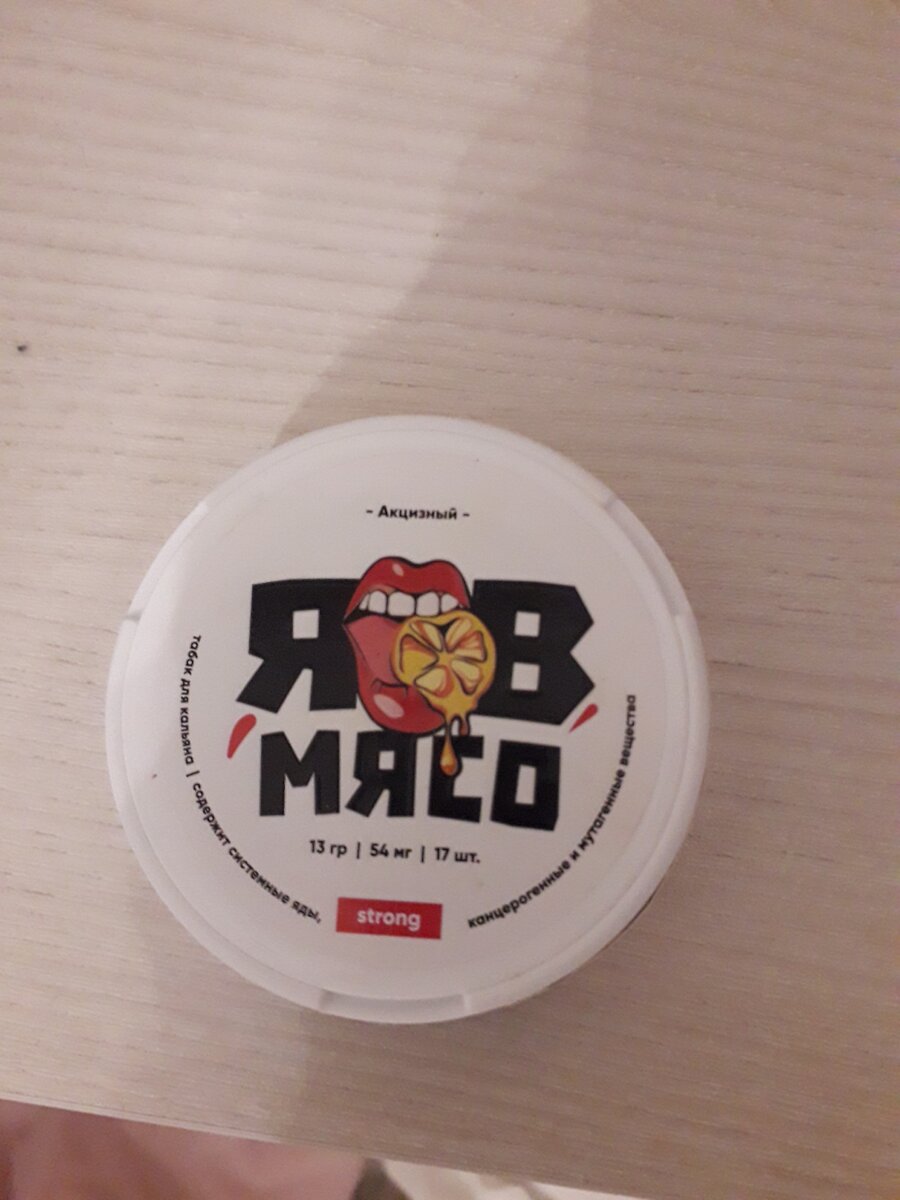 - Акцизный -
Я В
МЯСО
13 гр | 54 мг | 17 шт.
strong
табак для кальяна | содержит системные яды,
канцерогенные и мутагенные вещества